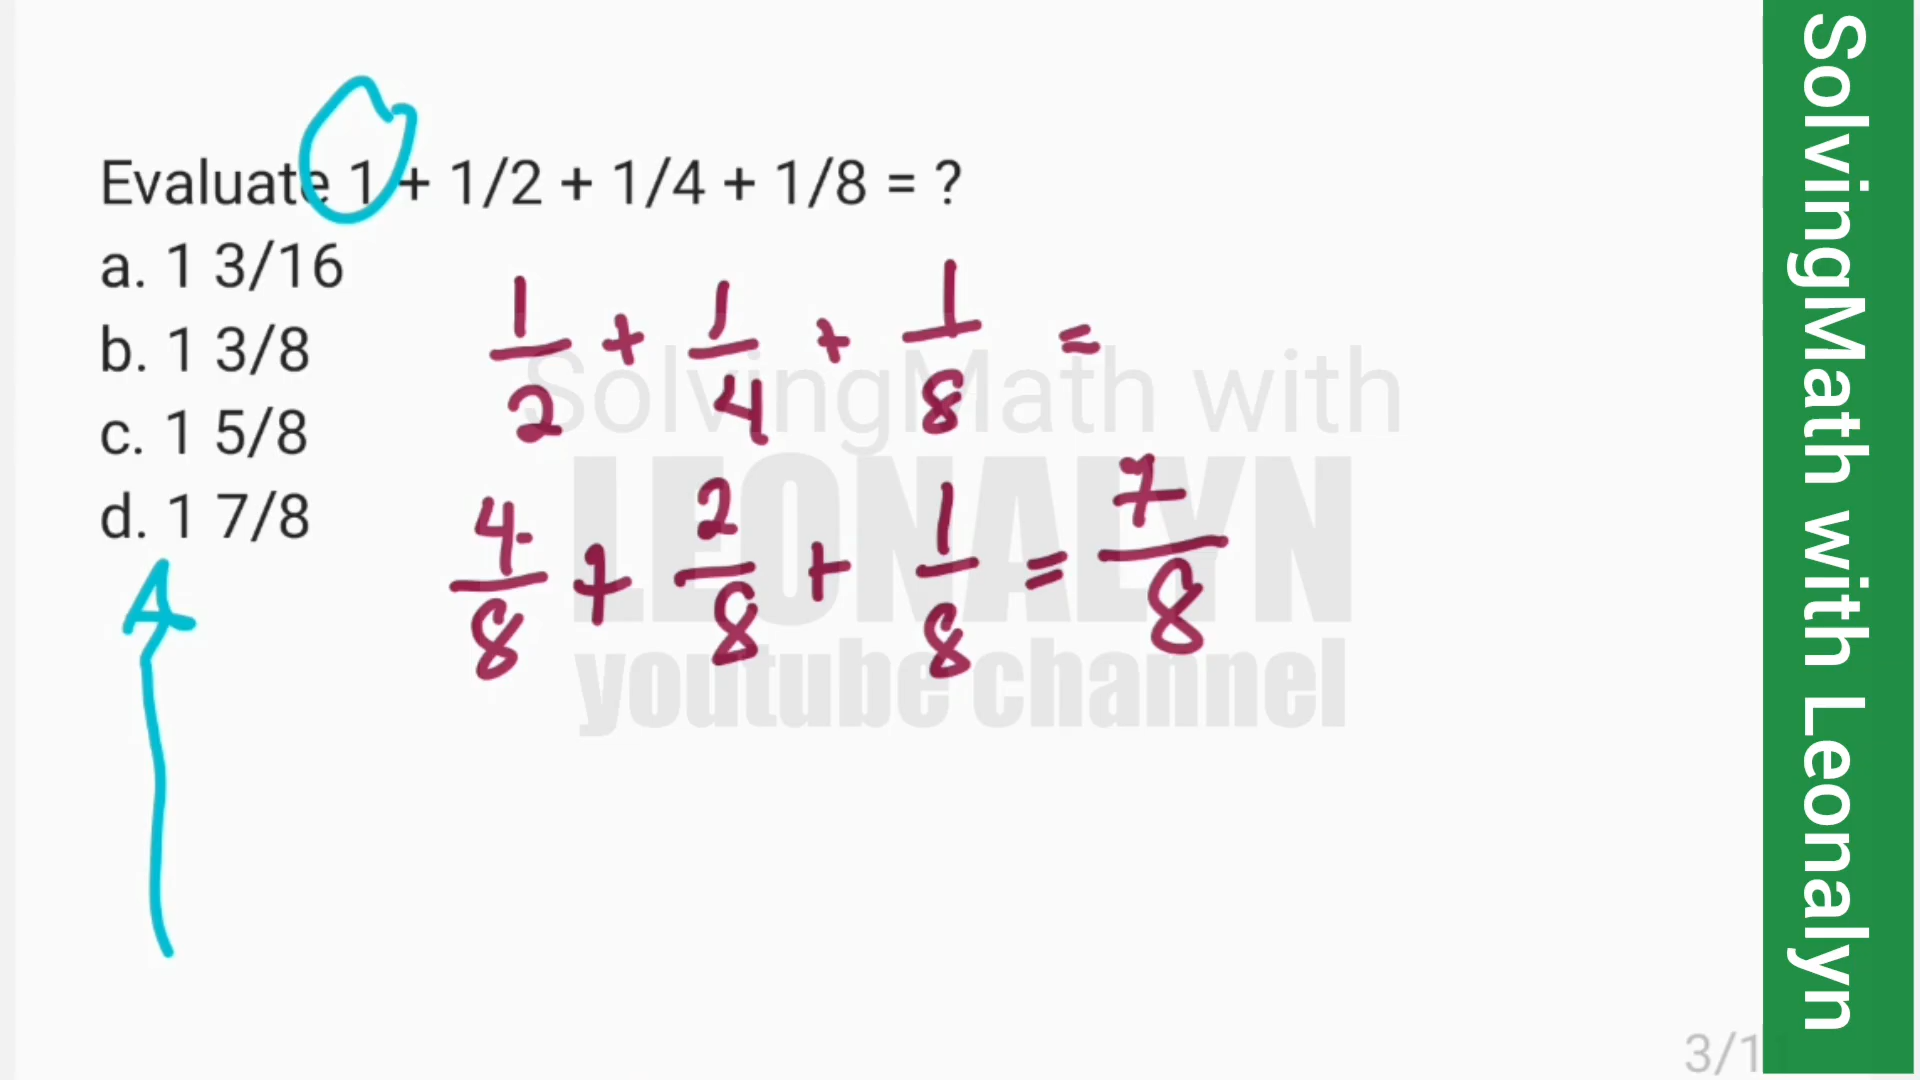 Evaluate 1 + 1/2 + 1/4 + 1/8 = ?
a. 1 3/16
b. 1 3/8
c. 1 5/8
d. 1 7/8
1/2 + 1/4 + 1/8 =
4/8 + 2/8 + 1/8 = 7/8
SolvingMath with
LEONALYN
youtube channel
SolvingMath with Leonalyn